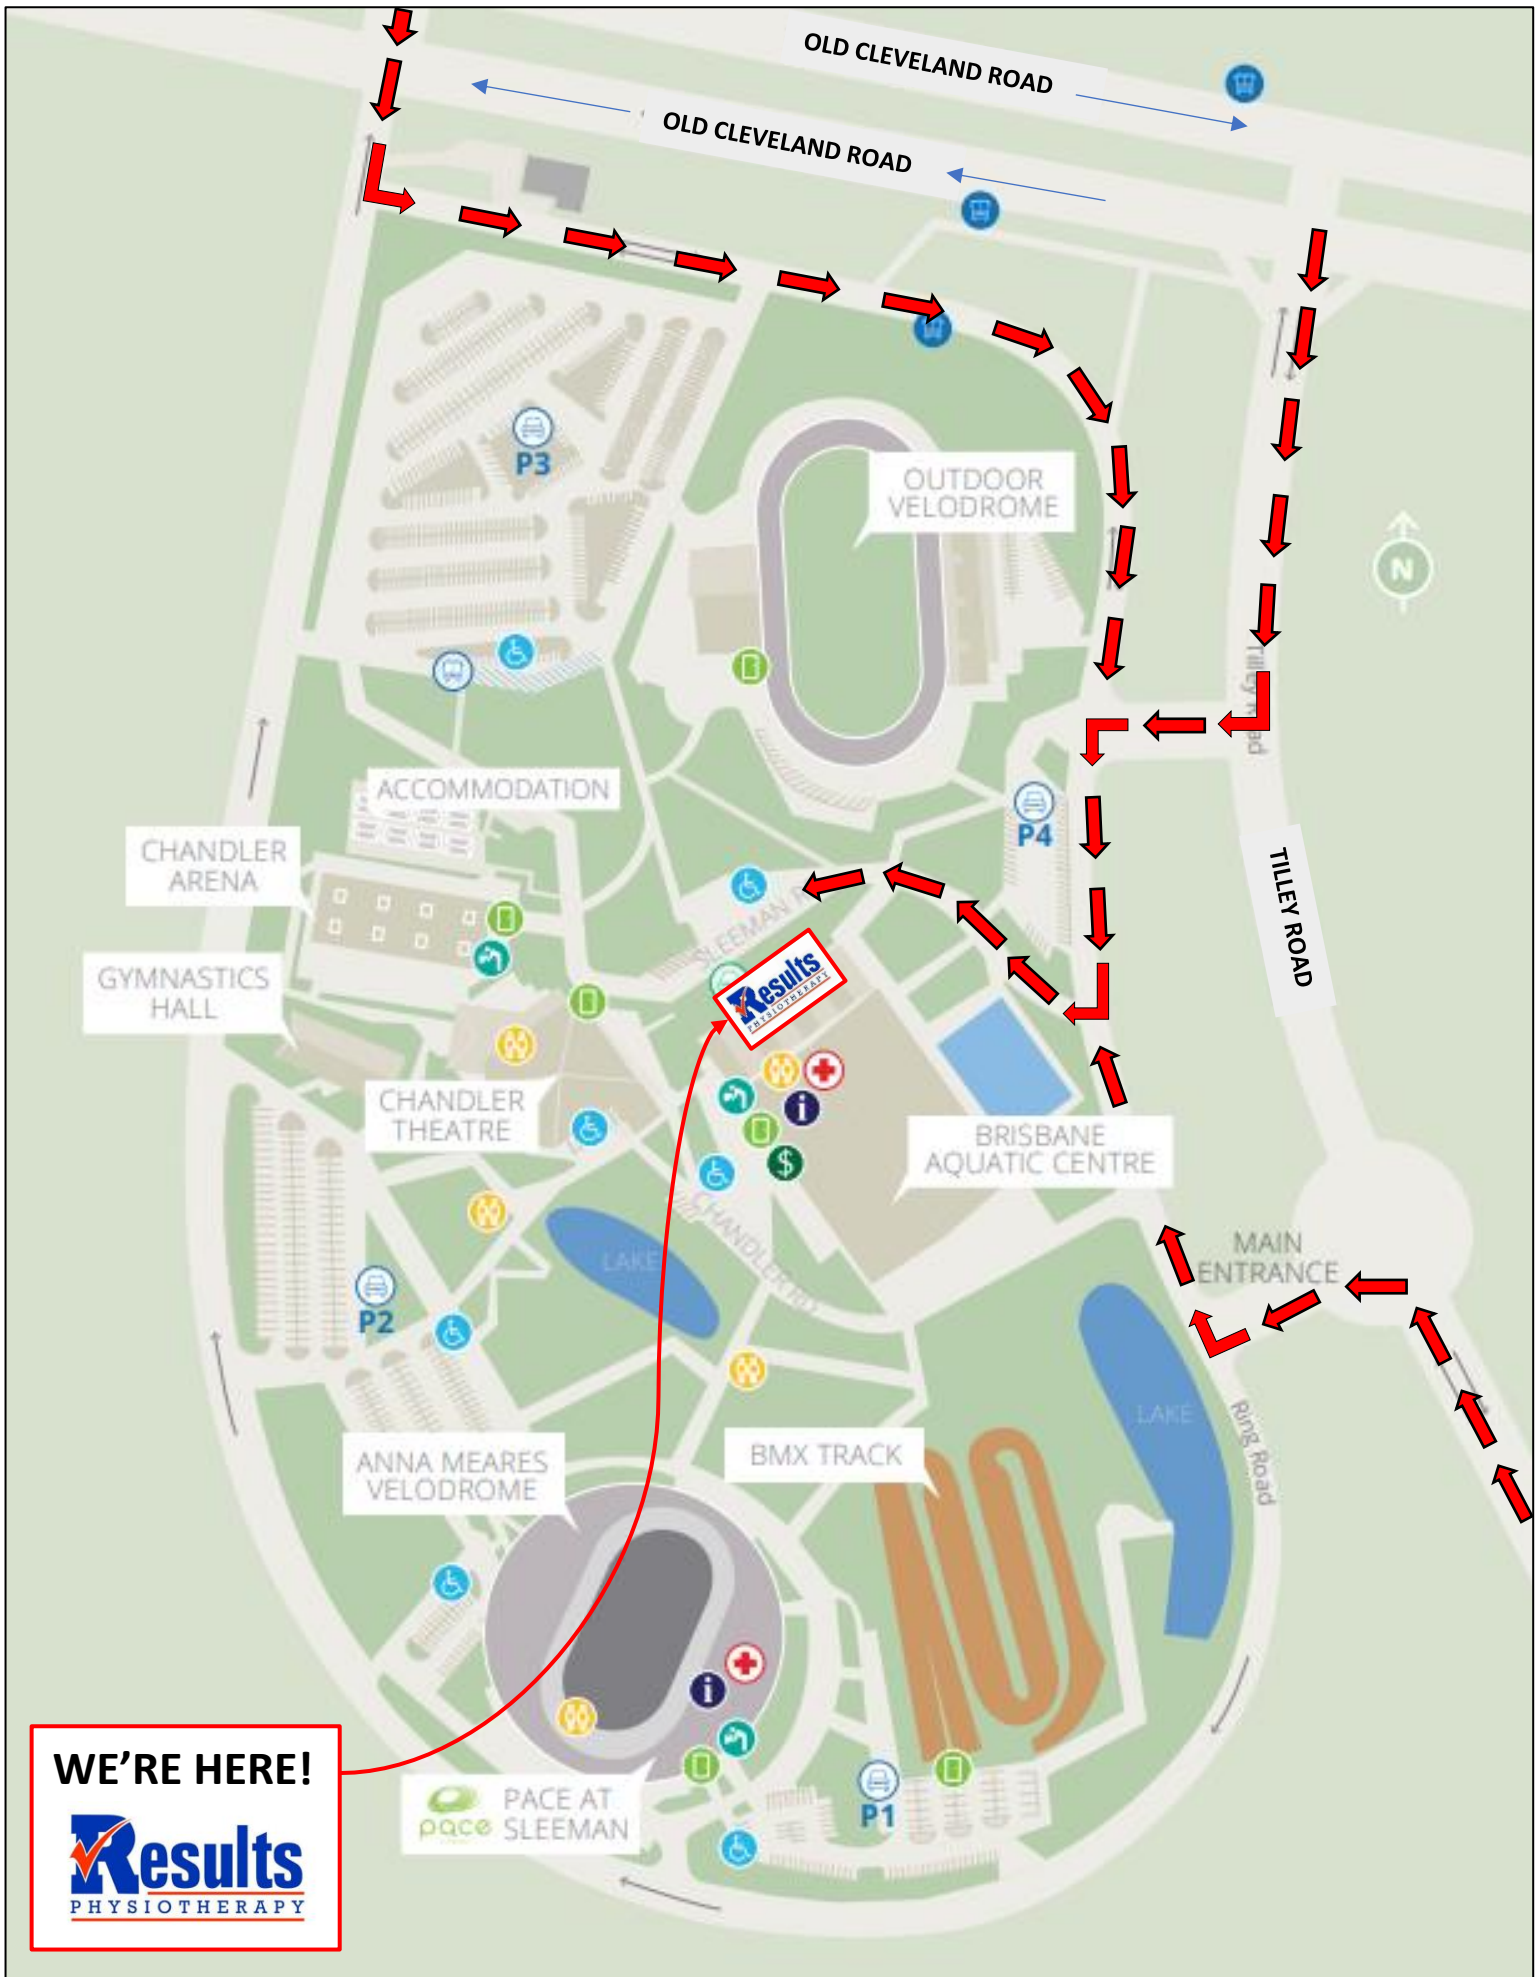 OLD CLEVELAND ROAD
OLD CLEVELAND ROAD
P3
OUTDOOR
VELODROME
N
Tilley Road
ACCOMMODATION
P4
CHANDLER
ARENA
TILLEY ROAD
SLEEMAN
GYMNASTICS
HALL
Results
PHYSIOTHERAPY
CHANDLER
THEATRE
i
$
BRISBANE
AQUATIC CENTRE
CHANDLER RD
LAKE
MAIN
ENTRANCE
P2
LAKE
Ring Road
ANNA MEARES
VELODROME
BMX TRACK
i
WE'RE HERE!
Results
PHYSIOTHERAPY
pace
PACE AT
SLEEMAN
P1